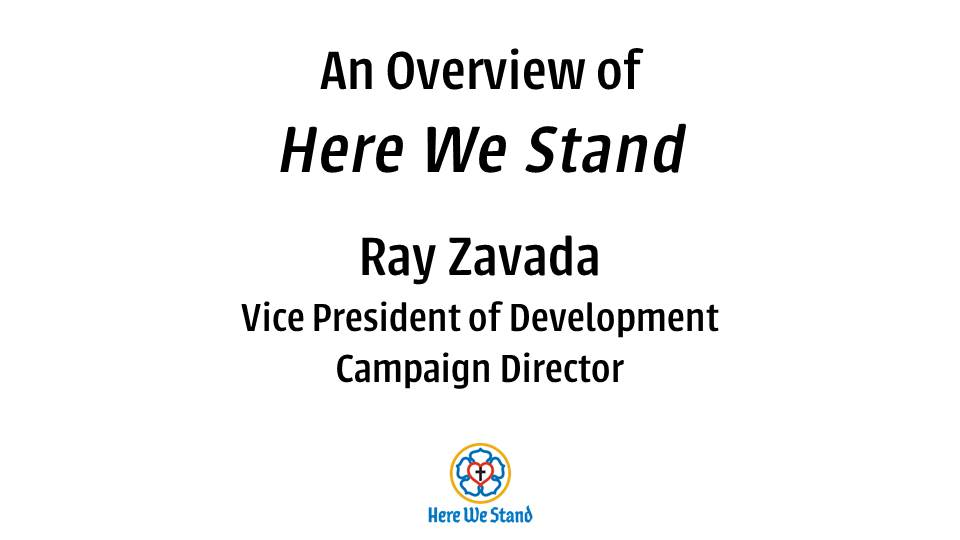 An Overview of
Here We Stand
Ray Zavada
Vice President of Development
Campaign Director
Here We Stand